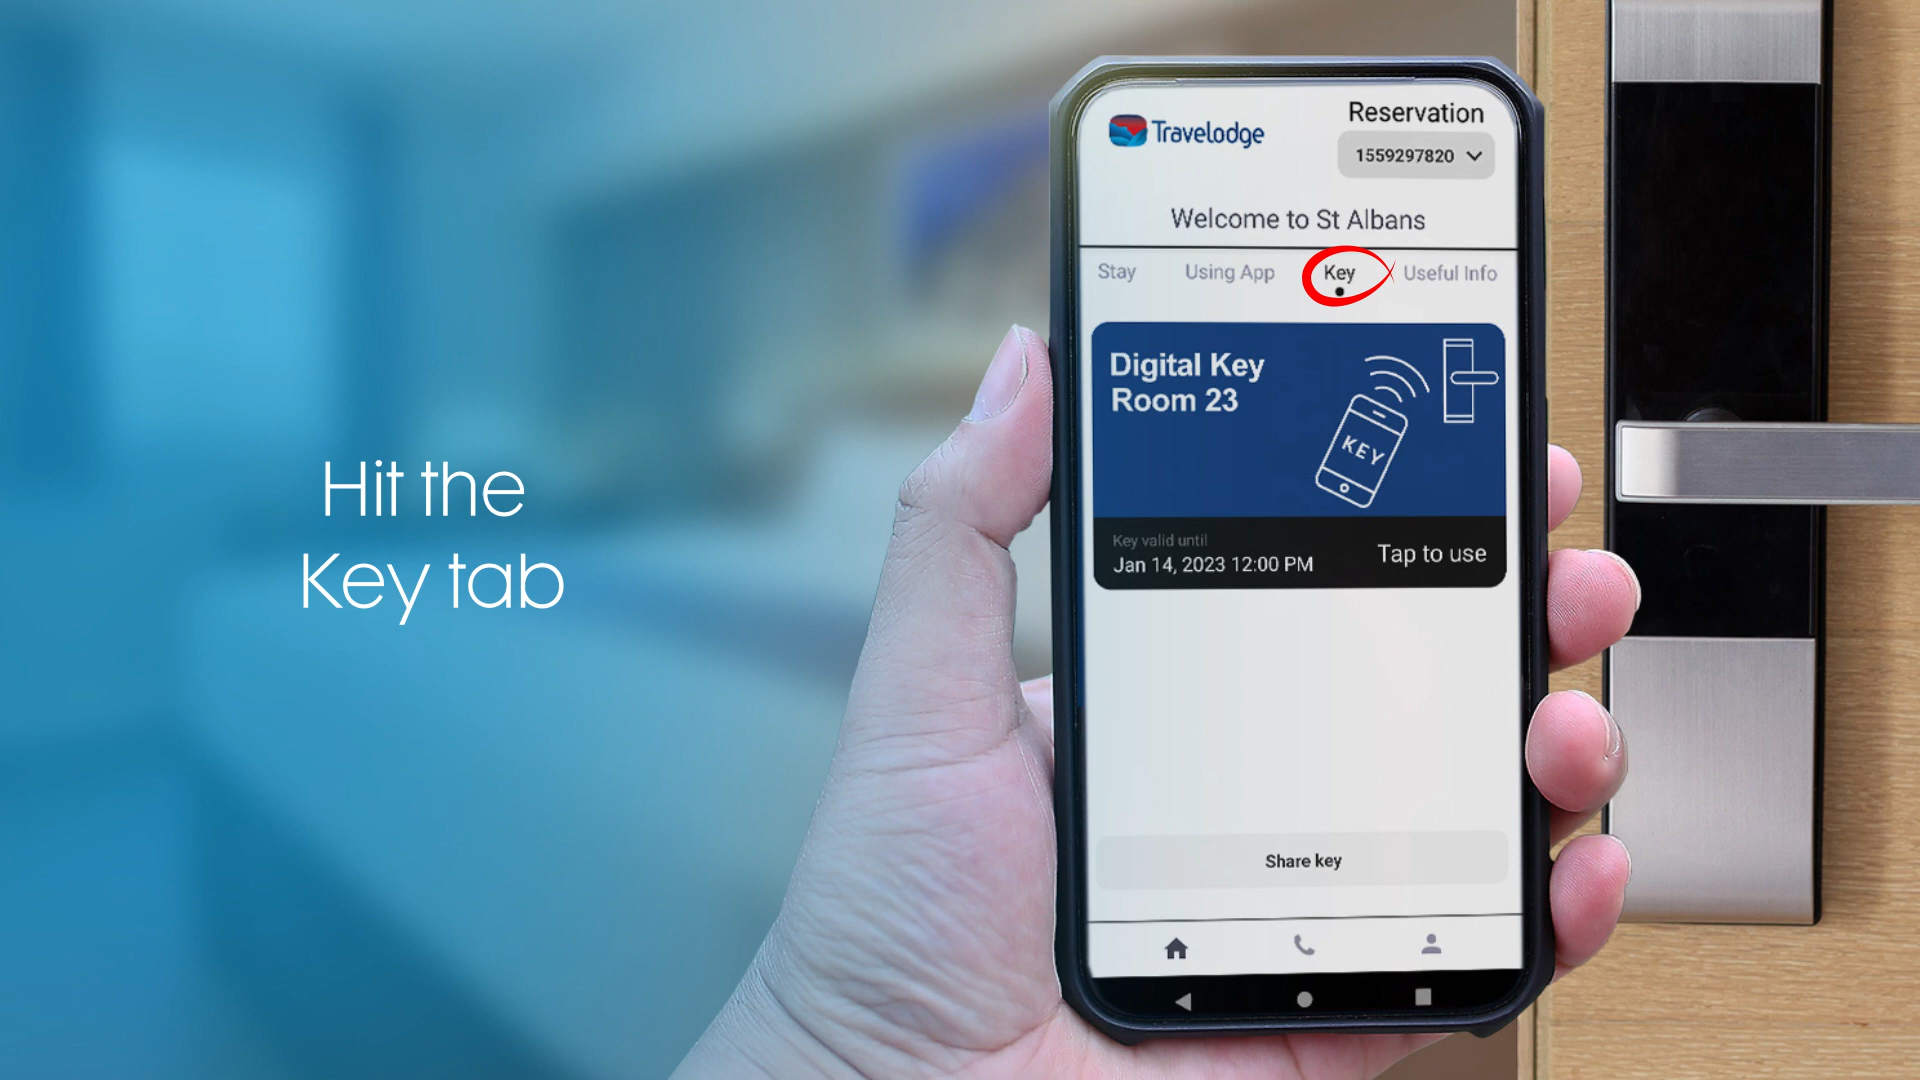 Hit the
Key tab
Travelodge
Reservation
1559297820
Welcome to St Albans
Stay Using App Key Useful Info
Digital Key
Room 23
KEY
Key valid until
Jan 14, 2023 12:00 PM
Tap to use
Share key